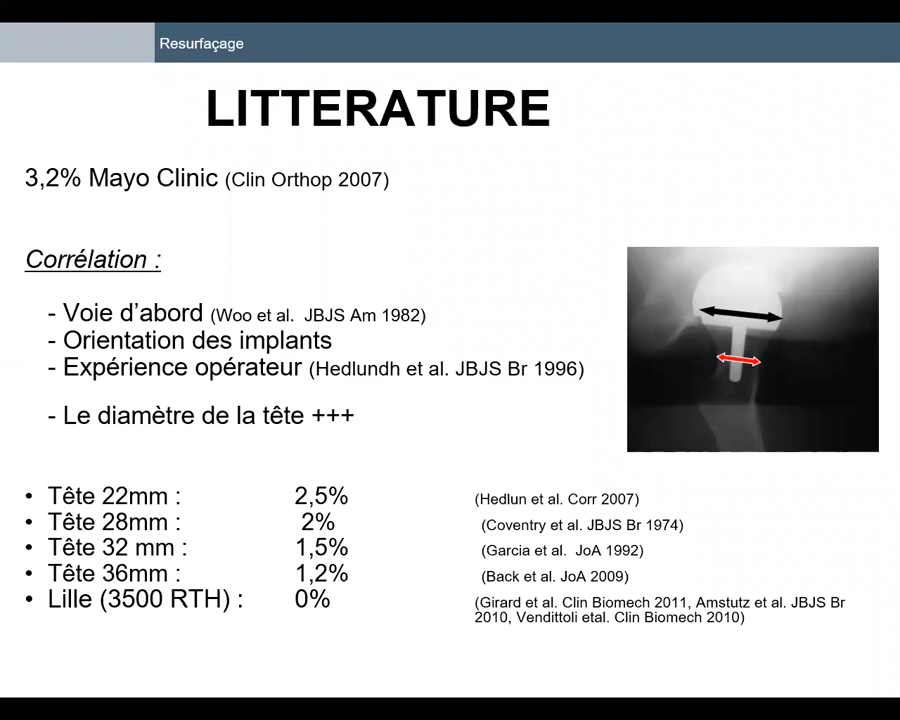 Resurfaçage
LITTERATURE
3,2% Mayo Clinic (Clin Orthop 2007)
Corrélation :
- Voie d’abord (Woo et al.  JBJS Am 1982)
- Orientation des implants
- Expérience opérateur (Hedlundh et al. JBJS Br 1996)
- Le diamètre de la tête +++
• Tête 22mm : 2,5% (Hedlun et al. Corr 2007)
• Tête 28mm : 2% (Coventry et al. JBJS Br 1974)
• Tête 32 mm : 1,5% (Garcia et al.  JoA 1992)
• Tête 36mm : 1,2% (Back et al. JoA 2009)
• Lille (3500 RTH) : 0% (Girard et al. Clin Biomech 2011, Amstutz et al. JBJS Br
2010, Vendittoli etal. Clin Biomech 2010)